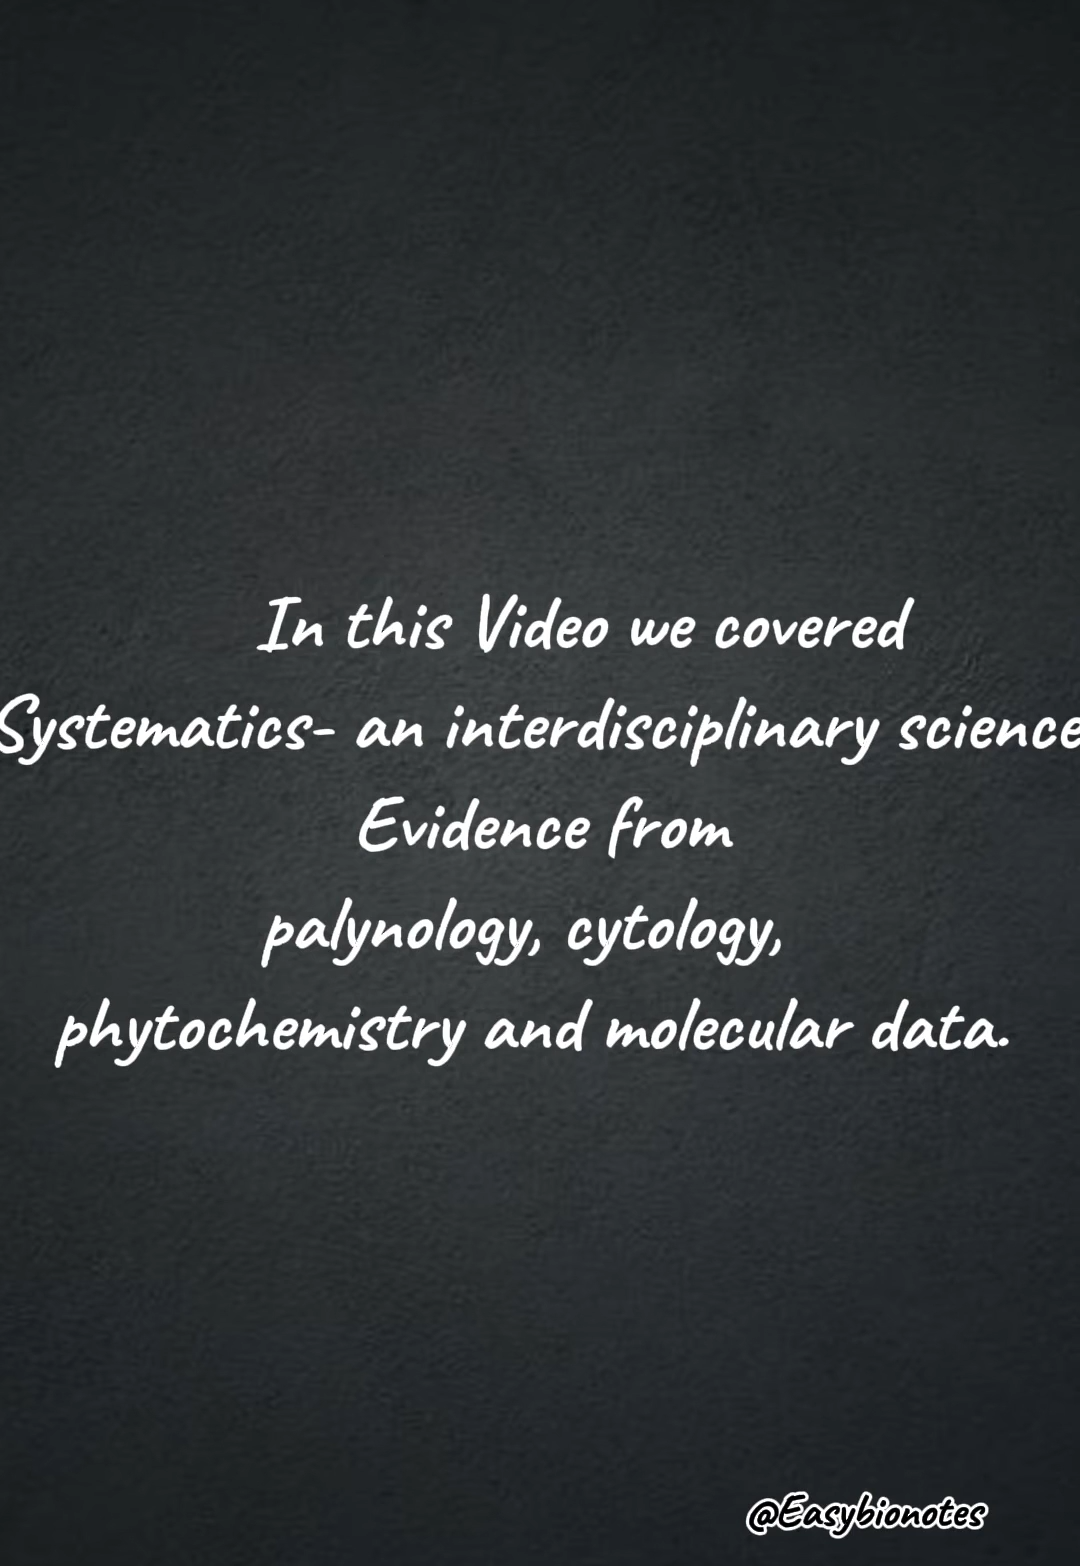 In this Video we covered
Systematics- an interdisciplinary science
Evidence from
palynology, cytology,
phytochemistry and molecular data.
@Easybionotes